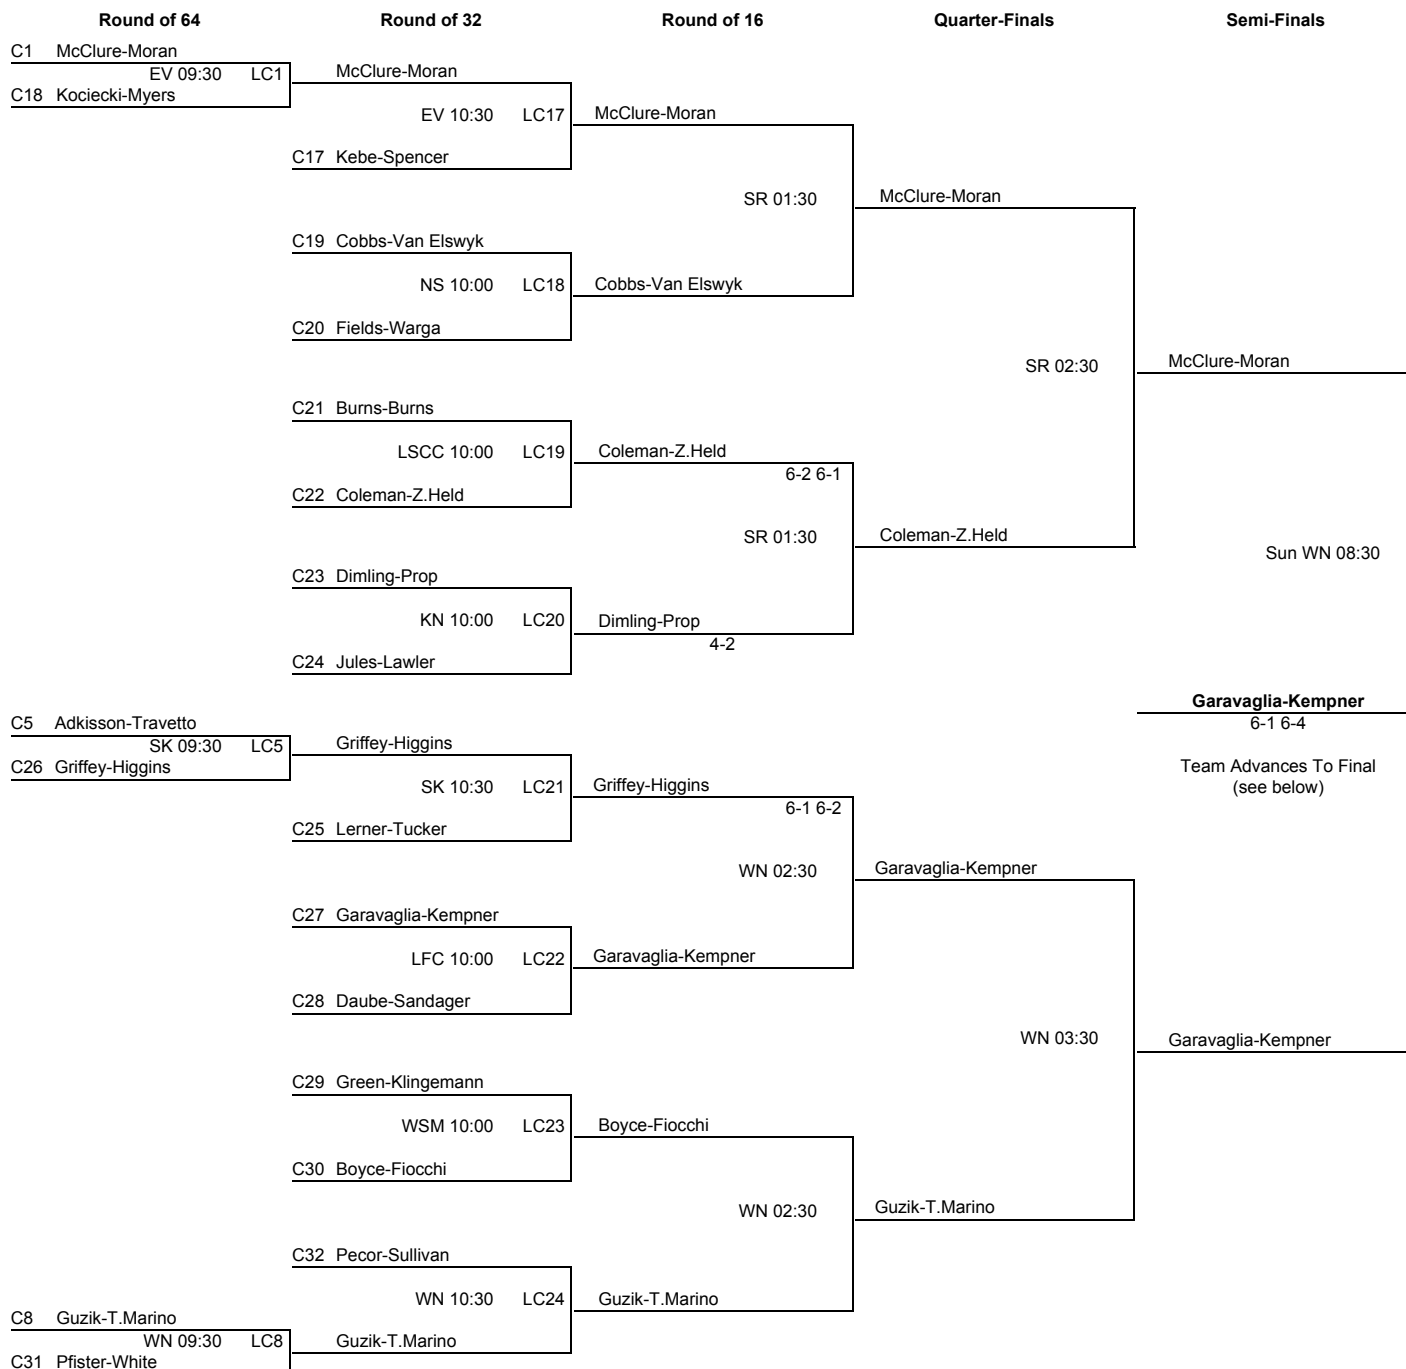 Round of 64 Round of 32 Round of 16 Quarter-Finals Semi-Finals
C1 McClure-Moran
EV 09:30 LC1 McClure-Moran
C18 Kociecki-Myers
EV 10:30 LC17 McClure-Moran
C17 Kebe-Spencer
SR 01:30 McClure-Moran
C19 Cobbs-Van Elswyk
NS 10:00 LC18 Cobbs-Van Elswyk
C20 Fields-Warga
SR 02:30 McClure-Moran
C21 Burns-Burns
LSCC 10:00 LC19 Coleman-Z.Held
6-2 6-1
C22 Coleman-Z.Held
SR 01:30 Coleman-Z.Held
Sun WN 08:30
C23 Dimling-Prop
KN 10:00 LC20 Dimling-Prop
4-2
C24 Jules-Lawler
Garavaglia-Kempner
C5 Adkisson-Travetto 6-1 6-4
SK 09:30 LC5 Griffey-Higgins
C26 Griffey-Higgins Team Advances To Final
SK 10:30 LC21 Griffey-Higgins (see below)
6-1 6-2
C25 Lerner-Tucker
WN 02:30 Garavaglia-Kempner
C27 Garavaglia-Kempner
LFC 10:00 LC22 Garavaglia-Kempner
C28 Daube-Sandager
WN 03:30 Garavaglia-Kempner
C29 Green-Klingemann
WSM 10:00 LC23 Boyce-Fiocchi
C30 Boyce-Fiocchi
WN 02:30 Guzik-T.Marino
C32 Pecor-Sullivan
WN 10:30 LC24 Guzik-T.Marino
C8 Guzik-T.Marino
WN 09:30 LC8 Guzik-T.Marino
C31 Pfister-White